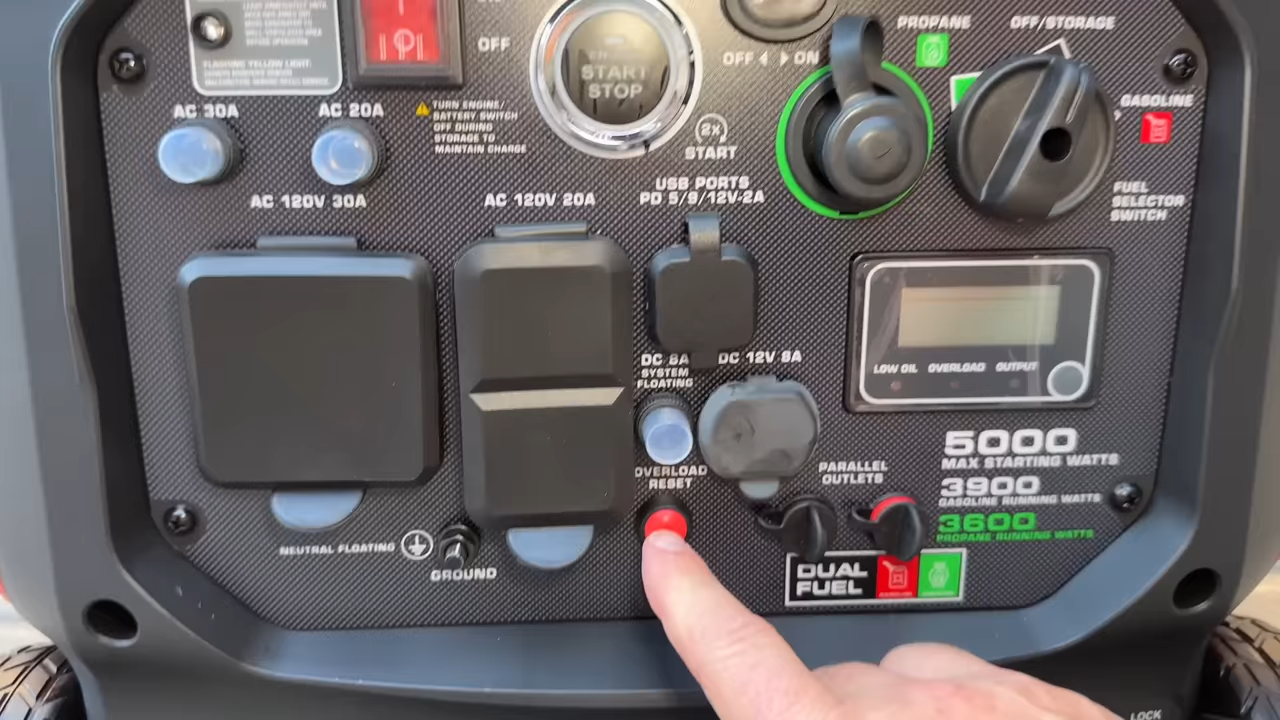 FLASHING YELLOW LIGHT:
OFF
START
STOP
OFF ON
PROPANE
OFF/STORAGE
GASOLINE
FUEL
SELECTOR
SWITCH
AC 30A
AC 20A
TURN ENGINE/
BATTERY SWITCH
OFF DURING
STORAGE TO
MAINTAIN CHARGE
2x
START
AC 120V 30A
AC 120V 20A
USB PORTS
PD 5/9/12V-2A
DC 8A
SYSTEM
FLOATING
DC 12V 8A
LOW OIL OVERLOAD OUTPUT
OVERLOAD
RESET
PARALLEL
OUTLETS
5000
MAX STARTING WATTS
3900
GASOLINE RUNNING WATTS
3600
PROPANE RUNNING WATTS
NEUTRAL FLOATING
GROUND
DUAL
FUEL
LOCK